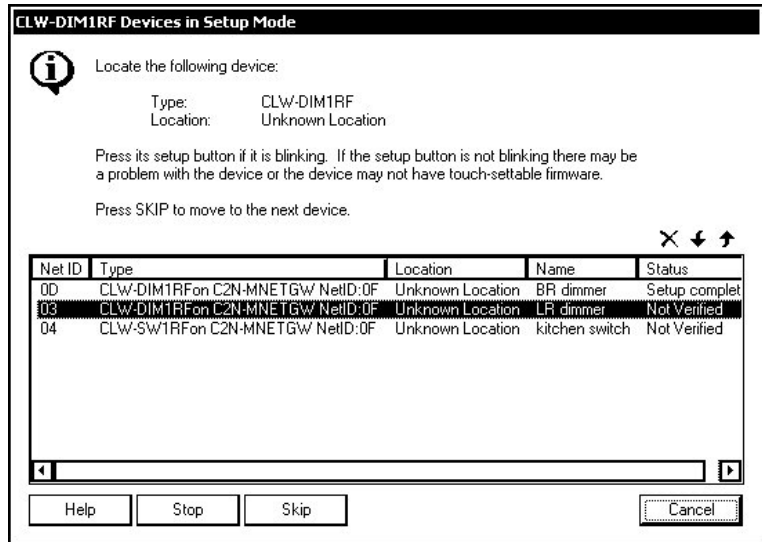 CLW-DIM1RF Devices in Setup Mode
Locate the following device:
Type: CLW-DIM1RF
Location: Unknown Location
Press its setup button if it is blinking. If the setup button is not blinking there may be
a problem with the device or the device may not have touch-settable firmware.
Press SKIP to move to the next device.
Net ID Type Location Name Status
0D CLW-DIM1RFon C2N-MNETGW NetID:0F Unknown Location BR dimmer Setup complet
03 CLW-DIM1RFon C2N-MNETGW NetID:0F Unknown Location LR dimmer Not Verified
04 CLW-SW1RFon C2N-MNETGW NetID:0F Unknown Location kitchen switch Not Verified
Help Stop Skip Cancel